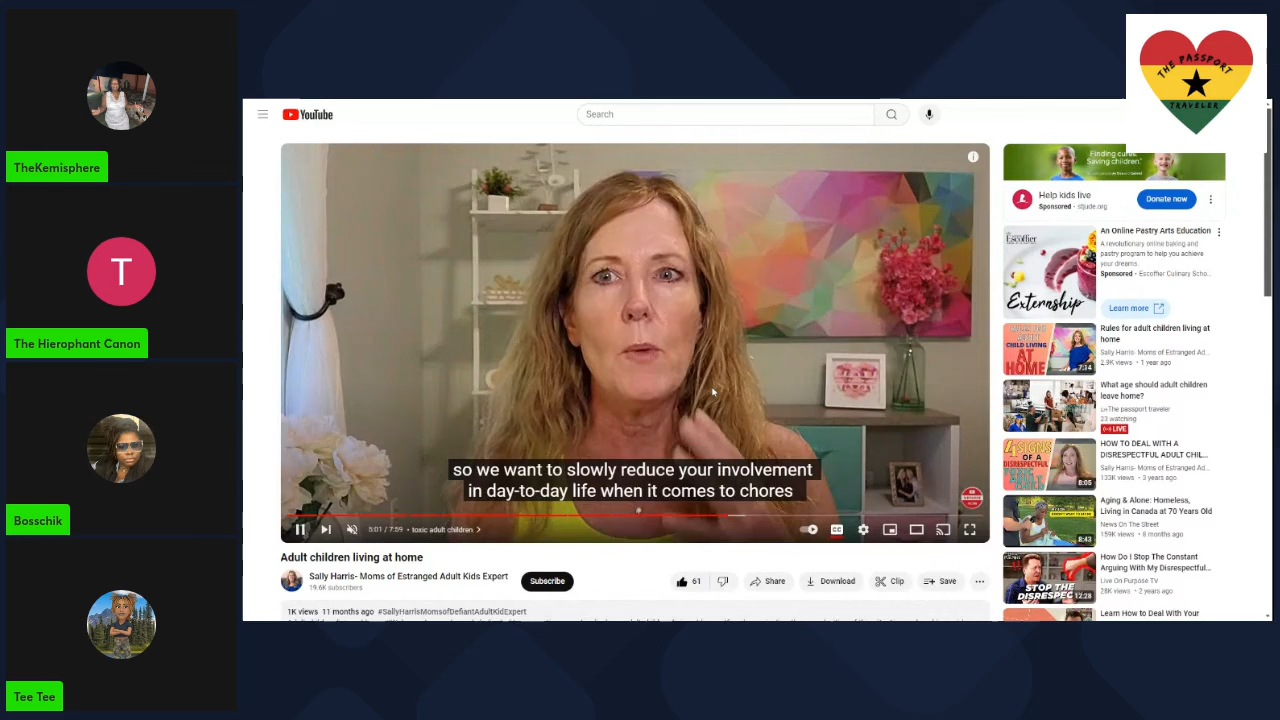 TheKemisphere
T
The Hierophant Canon
Bosschik
Tee Tee
THE PASSPORT
TRAVELER
YouTube
Search
so we want to slowly reduce your involvement
in day-to-day life when it comes to chores
5:01 / 7:59 • toxic adult children >
Adult children living at home
Sally Harris- Moms of Estranged Adult Kids Expert
19.6K subscribers
Subscribe
61
Share
Download
Clip
Save
1K views 11 months ago #SallyHarrisMomsofDefiantAdultKidExpert
Finding cures.
Saving children.
Help kids live
Sponsored · stjude.org
Donate now
Escoffier
Externship
An Online Pastry Arts Education
A revolutionary online baking and
pastry program to help you achieve
your dreams.
Sponsored · Escoffier Culinary Scho...
Learn more
CHILD LIVING
AT
HOME
7:14
Rules for adult children living at
home
Sally Harris- Moms of Estranged Ad...
2.9K views • 1 year ago
What age should adult children
leave home?
The passport traveler
23 watching
LIVE
4 SIGNS
OF A
DISRESPECTFUL
8:05
HOW TO DEAL WITH A
DISRESPECTFUL ADULT CHIL...
Sally Harris- Moms of Estranged Ad...
133K views • 3 years ago
8:43
Aging & Alone: Homeless,
Living in Canada at 70 Years Old
News On The Street
159K views • 8 months ago
STOP THE
DISRESPEC
12:28
How Do I Stop The Constant
Arguing With My Disrespectful...
Live On Purpose TV
28K views • 2 years ago
Learn How to Deal With Your